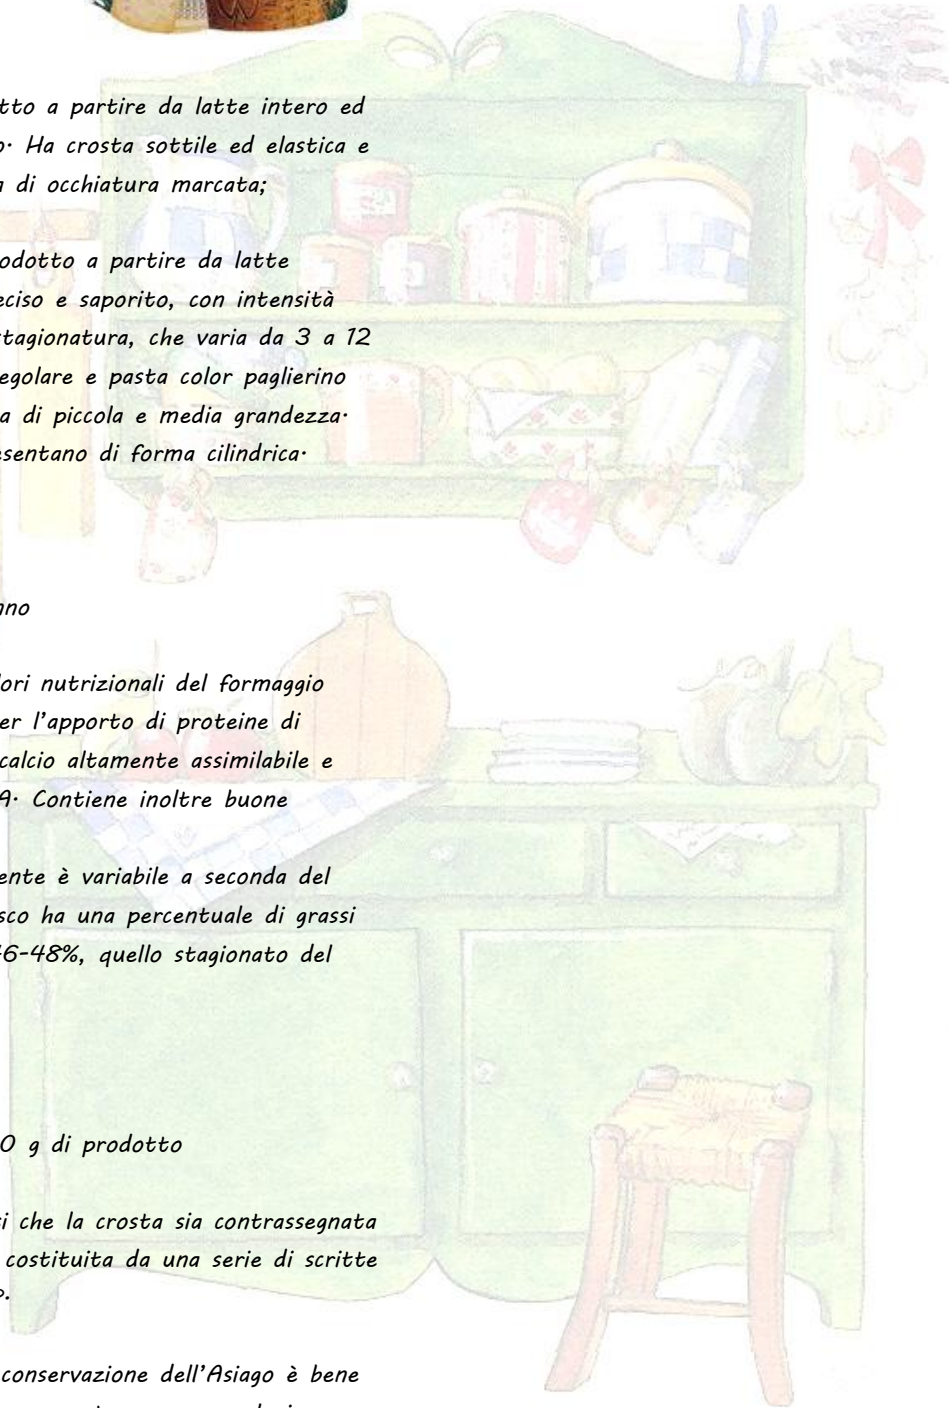 tto a partire da latte intero ed
o. Ha crosta sottile ed elastica e
a di occhiatura marcata;
odotto a partire da latte
eciso e saporito, con intensità
tagionatura, che varia da 3 a 12
egolare e pasta color paglierino
a di piccola e media grandezza.
esentano di forma cilindrica.
nno
lori nutrizionali del formaggio
er l'apporto di proteine di
calcio altamente assimilabile e
A. Contiene inoltre buone
ente è variabile a seconda del
sco ha una percentuale di grassi
46-48%, quello stagionato del
0 g di prodotto
i che la crosta sia contrassegnata
costituita da una serie di scritte
conservazione dell'Asiago è bene